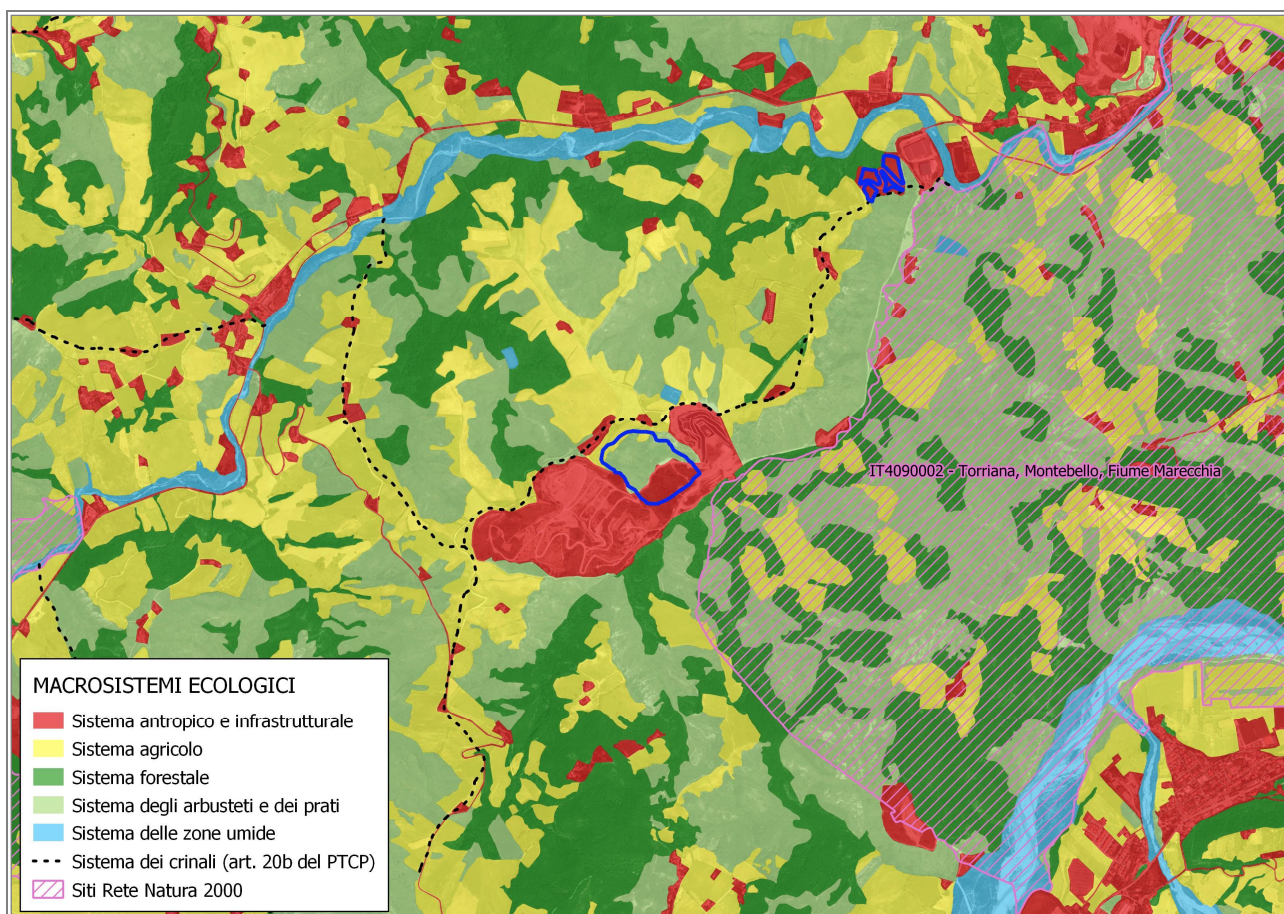 IT4090002 - Torriana, Montebello, Fiume Marecchia
MACROSISTEMI ECOLOGICI
Sistema antropico e infrastrutturale
Sistema agricolo
Sistema forestale
Sistema degli arbusteti e dei prati
Sistema delle zone umide
Sistema dei crinali (art. 20b del PTCP)
Siti Rete Natura 2000